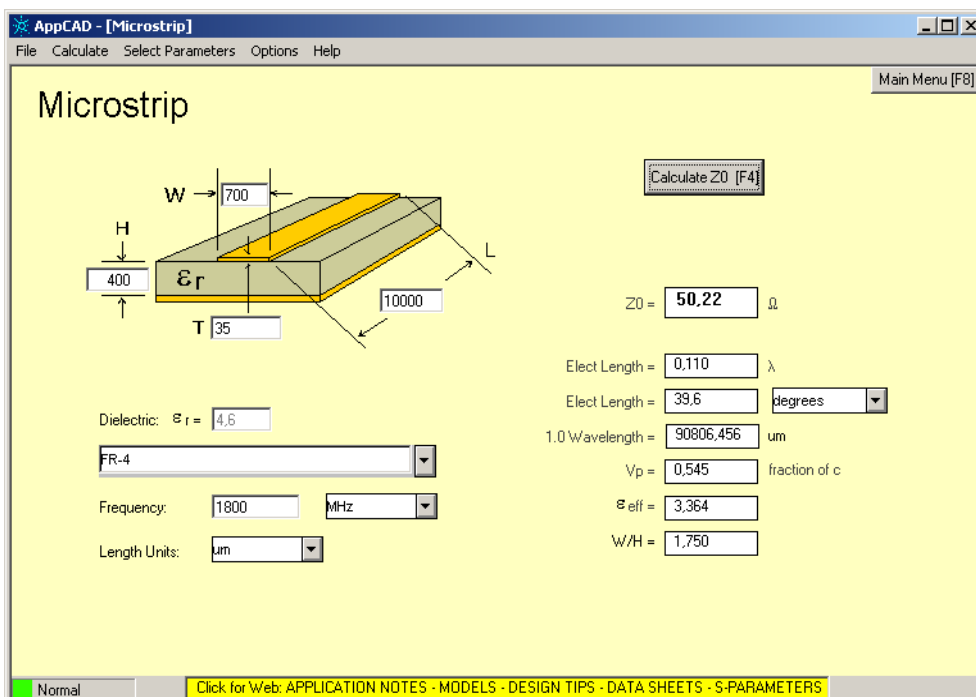 AppCAD - [Microstrip]
File Calculate Select Parameters Options Help
Main Menu [F8]
Microstrip
Calculate Z0 [F4]
W 700
H
L
400
εr
10000
T 35
Z0 = 50,22 Ω
Elect Length = 0,110 λ
Elect Length = 39,6 degrees
1.0 Wavelength = 90806,456 um
Vp = 0,545 fraction of c
ε eff = 3,364
W/H = 1,750
Dielectric: ε r = 4,6
FR-4
Frequency: 1800 MHz
Length Units: um
Normal
Click for Web: APPLICATION NOTES - MODELS - DESIGN TIPS - DATA SHEETS - S-PARAMETERS